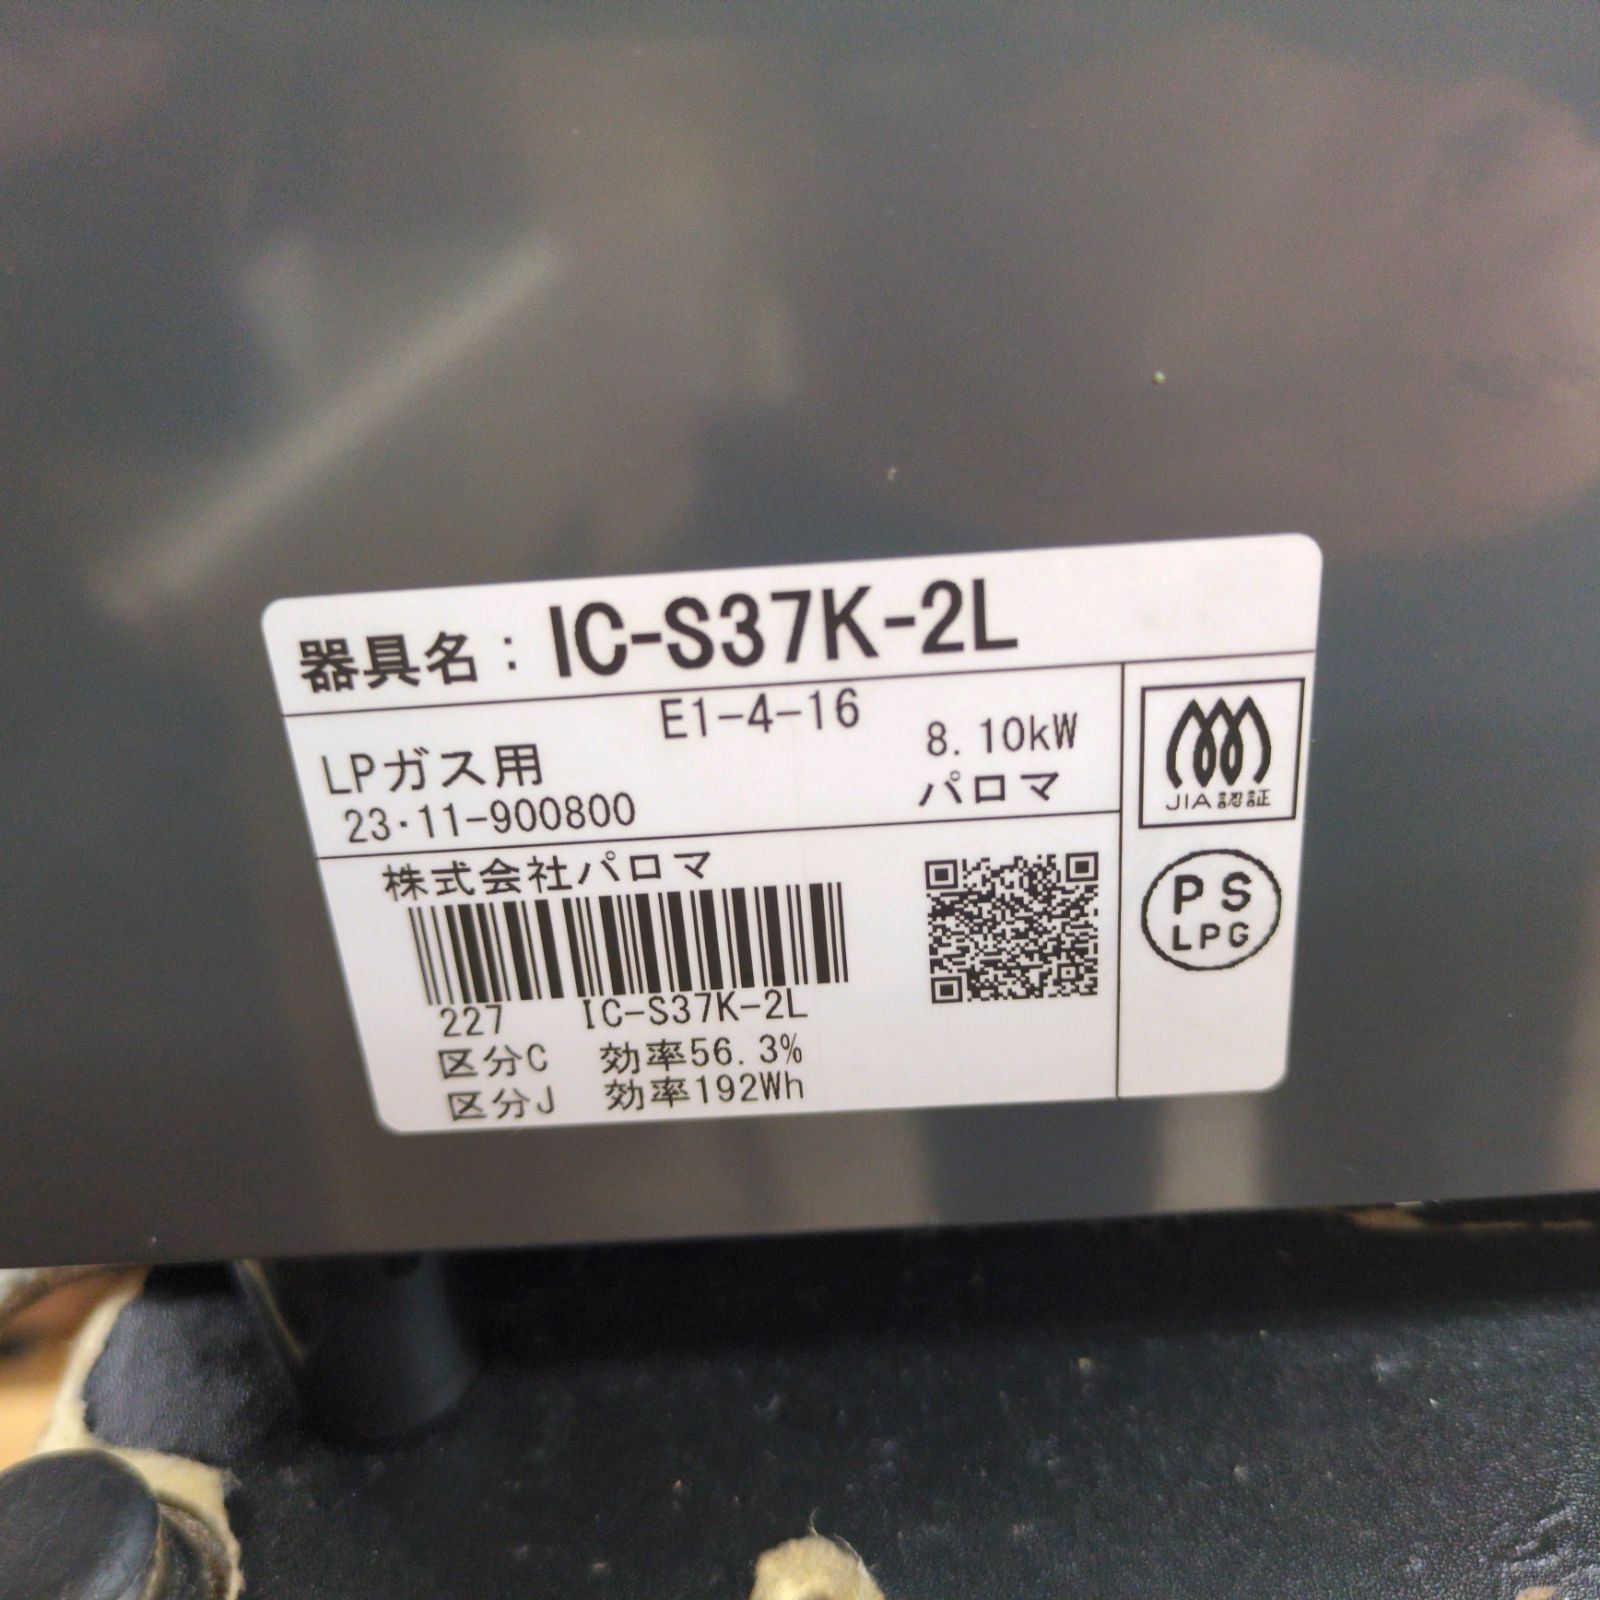 器具名：IC-S37K-2L
E1-4-16
LPガス用
8.10kW
23・11-900800
パロマ
JIA認証
株式会社パロマ
PS
LPG
227 IC-S37K-2L
区分C 効率56.3%
区分J 効率192Wh